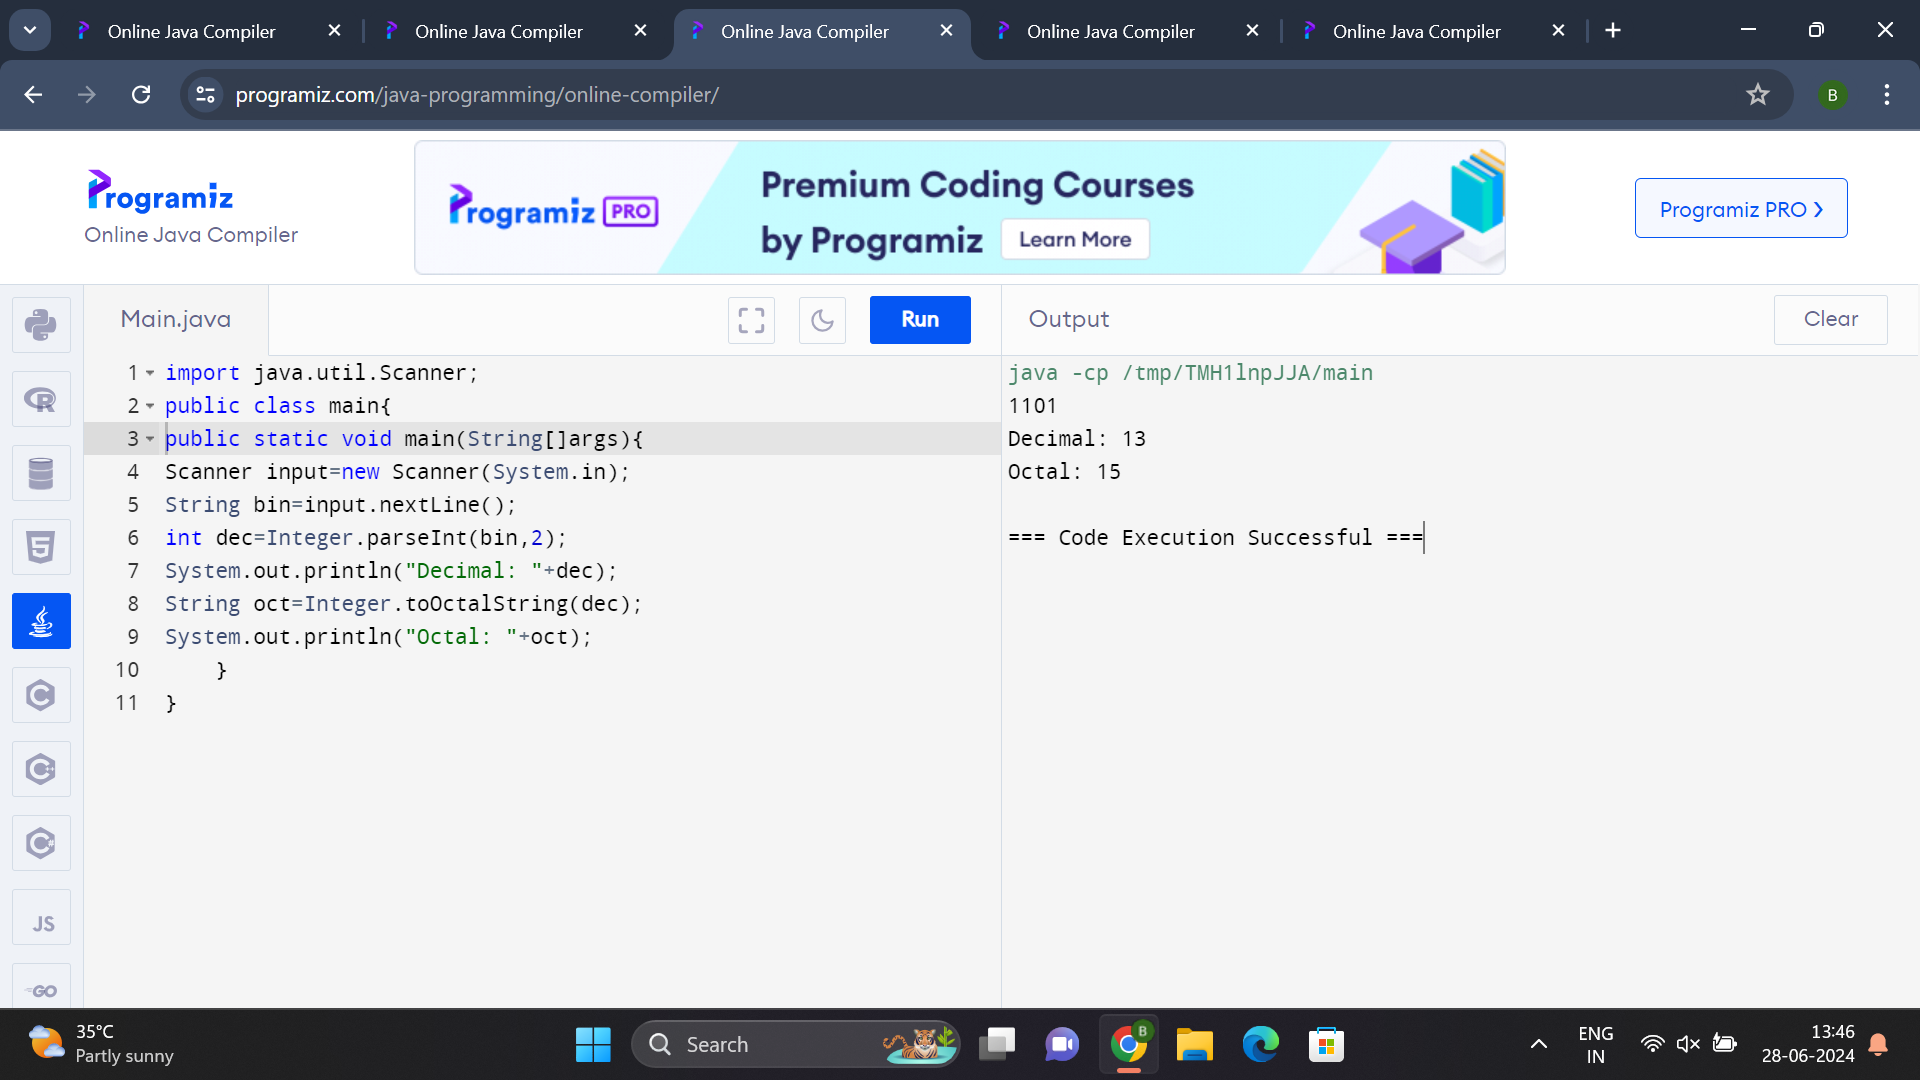 Online Java Compiler
Online Java Compiler
Online Java Compiler
Online Java Compiler
Online Java Compiler
programiz.com/java-programming/online-compiler/
B
Programiz
Online Java Compiler
Programiz PRO
Premium Coding Courses
by Programiz
Learn More
Programiz PRO ❯
Main.java
Run
Output
Clear
1 import java.util.Scanner;
2 public class main{
3 public static void main(String[]args){
4 Scanner input=new Scanner(System.in);
5 String bin=input.nextLine();
6 int dec=Integer.parseInt(bin,2);
7 System.out.println("Decimal: "+dec);
8 String oct=Integer.toOctalString(dec);
9 System.out.println("Octal: "+oct);
10     }
11 }
java -cp /tmp/TMH1lnpJJA/main
1101
Decimal: 13
Octal: 15
=== Code Execution Successful ===
R
5
C
C++
C#
JS
GO
35°C
Partly sunny
Search
B
ENG
IN
13:46
28-06-2024